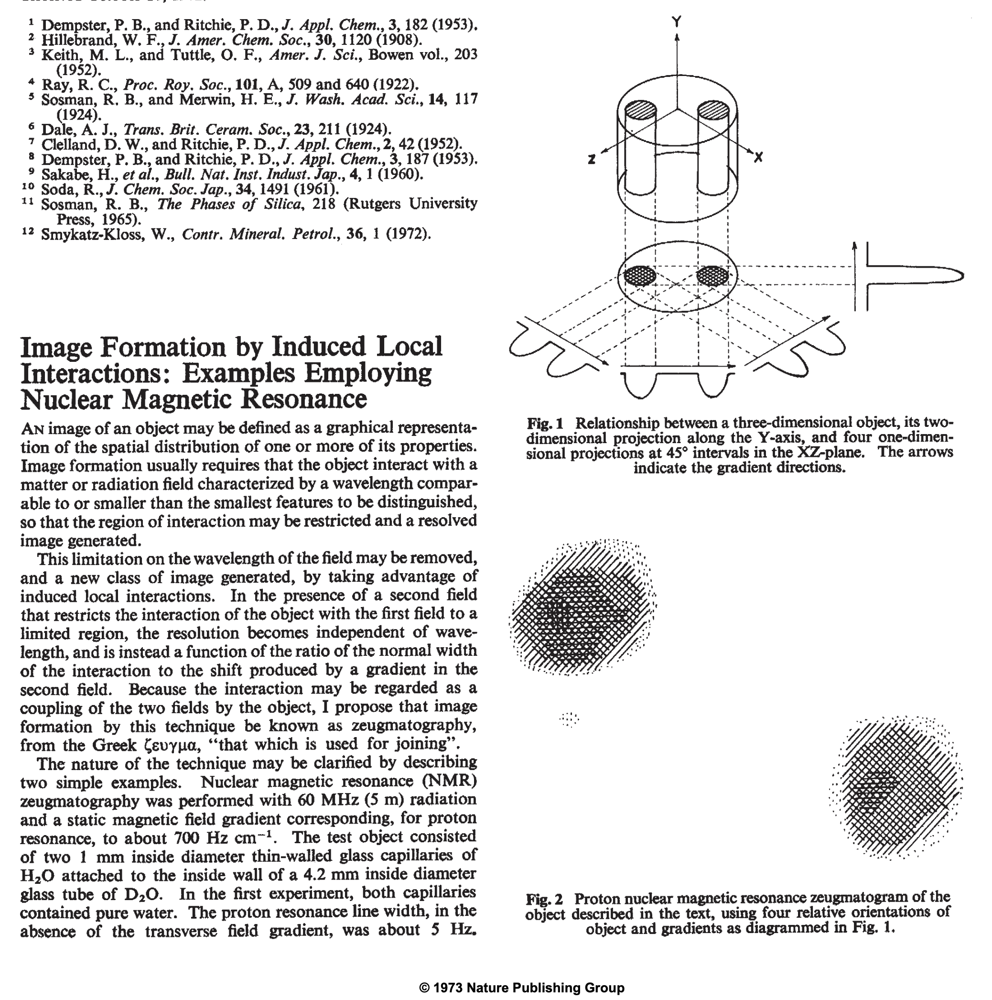 1 Dempster, P. B., and Ritchie, P. D., J. Appl. Chem., 3, 182 (1953).
2 Hillebrand, W. F., J. Amer. Chem. Soc., 30, 1120 (1908).
3 Keith, M. L., and Tuttle, O. F., Amer. J. Sci., Bowen vol., 203
(1952).
4 Ray, R. C., Proc. Roy. Soc., 101, A, 509 and 640 (1922).
5 Sosman, R. B., and Merwin, H. E., J. Wash. Acad. Sci., 14, 117
(1924).
6 Dale, A. J., Trans. Brit. Ceram. Soc., 23, 211 (1924).
7 Clelland, D. W., and Ritchie, P. D., J. Appl. Chem., 2, 42 (1952).
8 Dempster, P. B., and Ritchie, P. D., J. Appl. Chem., 3, 187 (1953).
9 Sakabe, H., et al., Bull. Nat. Inst. Indust. Jap., 4, 1 (1960).
10 Soda, R., J. Chem. Soc. Jap., 34, 1491 (1961).
11 Sosman, R. B., The Phases of Silica, 218 (Rutgers University
Press, 1965).
12 Smykatz-Kloss, W., Contr. Mineral. Petrol., 36, 1 (1972).
Image Formation by Induced Local
Interactions: Examples Employing
Nuclear Magnetic Resonance
AN image of an object may be defined as a graphical representa-
tion of the spatial distribution of one or more of its properties.
Image formation usually requires that the object interact with a
matter or radiation field characterized by a wavelength compar-
able to or smaller than the smallest features to be distinguished,
so that the region of interaction may be restricted and a resolved
image generated.
This limitation on the wavelength of the field may be removed,
and a new class of image generated, by taking advantage of
induced local interactions. In the presence of a second field
that restricts the interaction of the object with the first field to a
limited region, the resolution becomes independent of wave-
length, and is instead a function of the ratio of the normal width
of the interaction to the shift produced by a gradient in the
second field. Because the interaction may be regarded as a
coupling of the two fields by the object, I propose that image
formation by this technique be known as zeugmatography,
from the Greek ζευγμα, “that which is used for joining”.
The nature of the technique may be clarified by describing
two simple examples. Nuclear magnetic resonance (NMR)
zeugmatography was performed with 60 MHz (5 m) radiation
and a static magnetic field gradient corresponding, for proton
resonance, to about 700 Hz cm⁻¹. The test object consisted
of two 1 mm inside diameter thin-walled glass capillaries of
H₂O attached to the inside wall of a 4.2 mm inside diameter
glass tube of D₂O. In the first experiment, both capillaries
contained pure water. The proton resonance line width, in the
absence of the transverse field gradient, was about 5 Hz.
Y
Z
X
Fig. 1 Relationship between a three-dimensional object, its two-
dimensional projection along the Y-axis, and four one-dimen-
sional projections at 45° intervals in the XZ-plane. The arrows
indicate the gradient directions.
Fig. 2 Proton nuclear magnetic resonance zeugmatogram of the
object described in the text, using four relative orientations of
object and gradients as diagrammed in Fig. 1.
© 1973 Nature Publishing Group